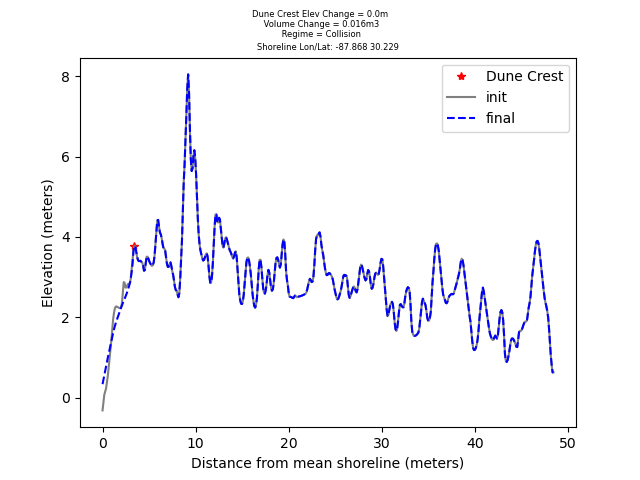 Dune Crest Elev Change = 0.0m
Volume Change = 0.016m3
Regime = Collision
Shoreline Lon/Lat: -87.868 30.229
Dune Crest
init
final
Elevation (meters)
8
6
4
2
0
0 10 20 30 40 50
Distance from mean shoreline (meters)